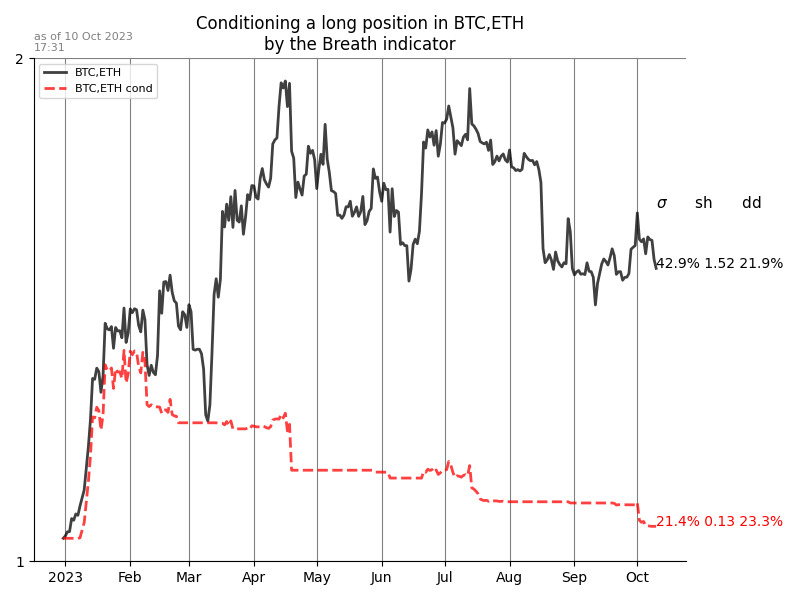 Conditioning a long position in BTC,ETH
by the Breath indicator
as of 10 Oct 2023
17:31
2
BTC,ETH
BTC,ETH cond
σ sh dd
42.9% 1.52 21.9%
21.4% 0.13 23.3%
1
2023 Feb Mar Apr May Jun Jul Aug Sep Oct